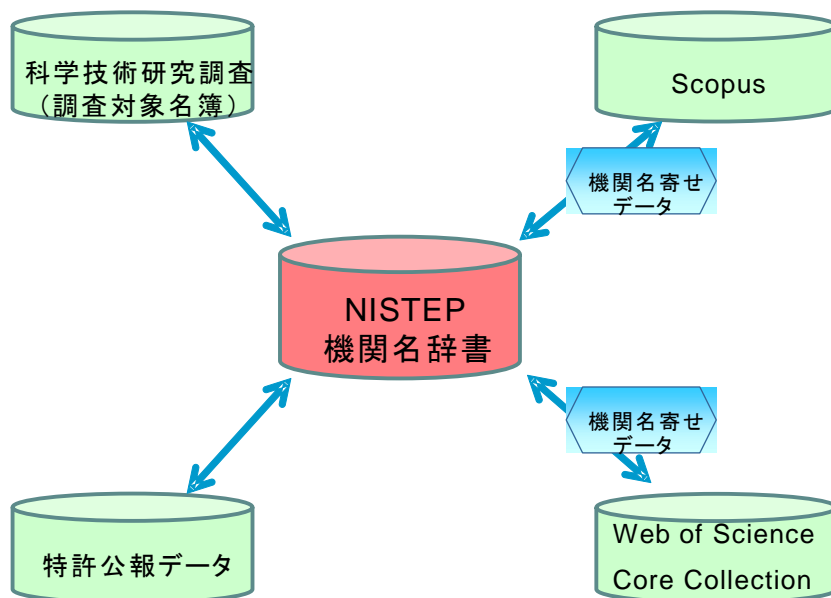 科学技術研究調査
(調査対象名簿)
Scopus
機関名寄せ
データ
NISTEP
機関名辞書
機関名寄せ
データ
特許公報データ
Web of Science
Core Collection